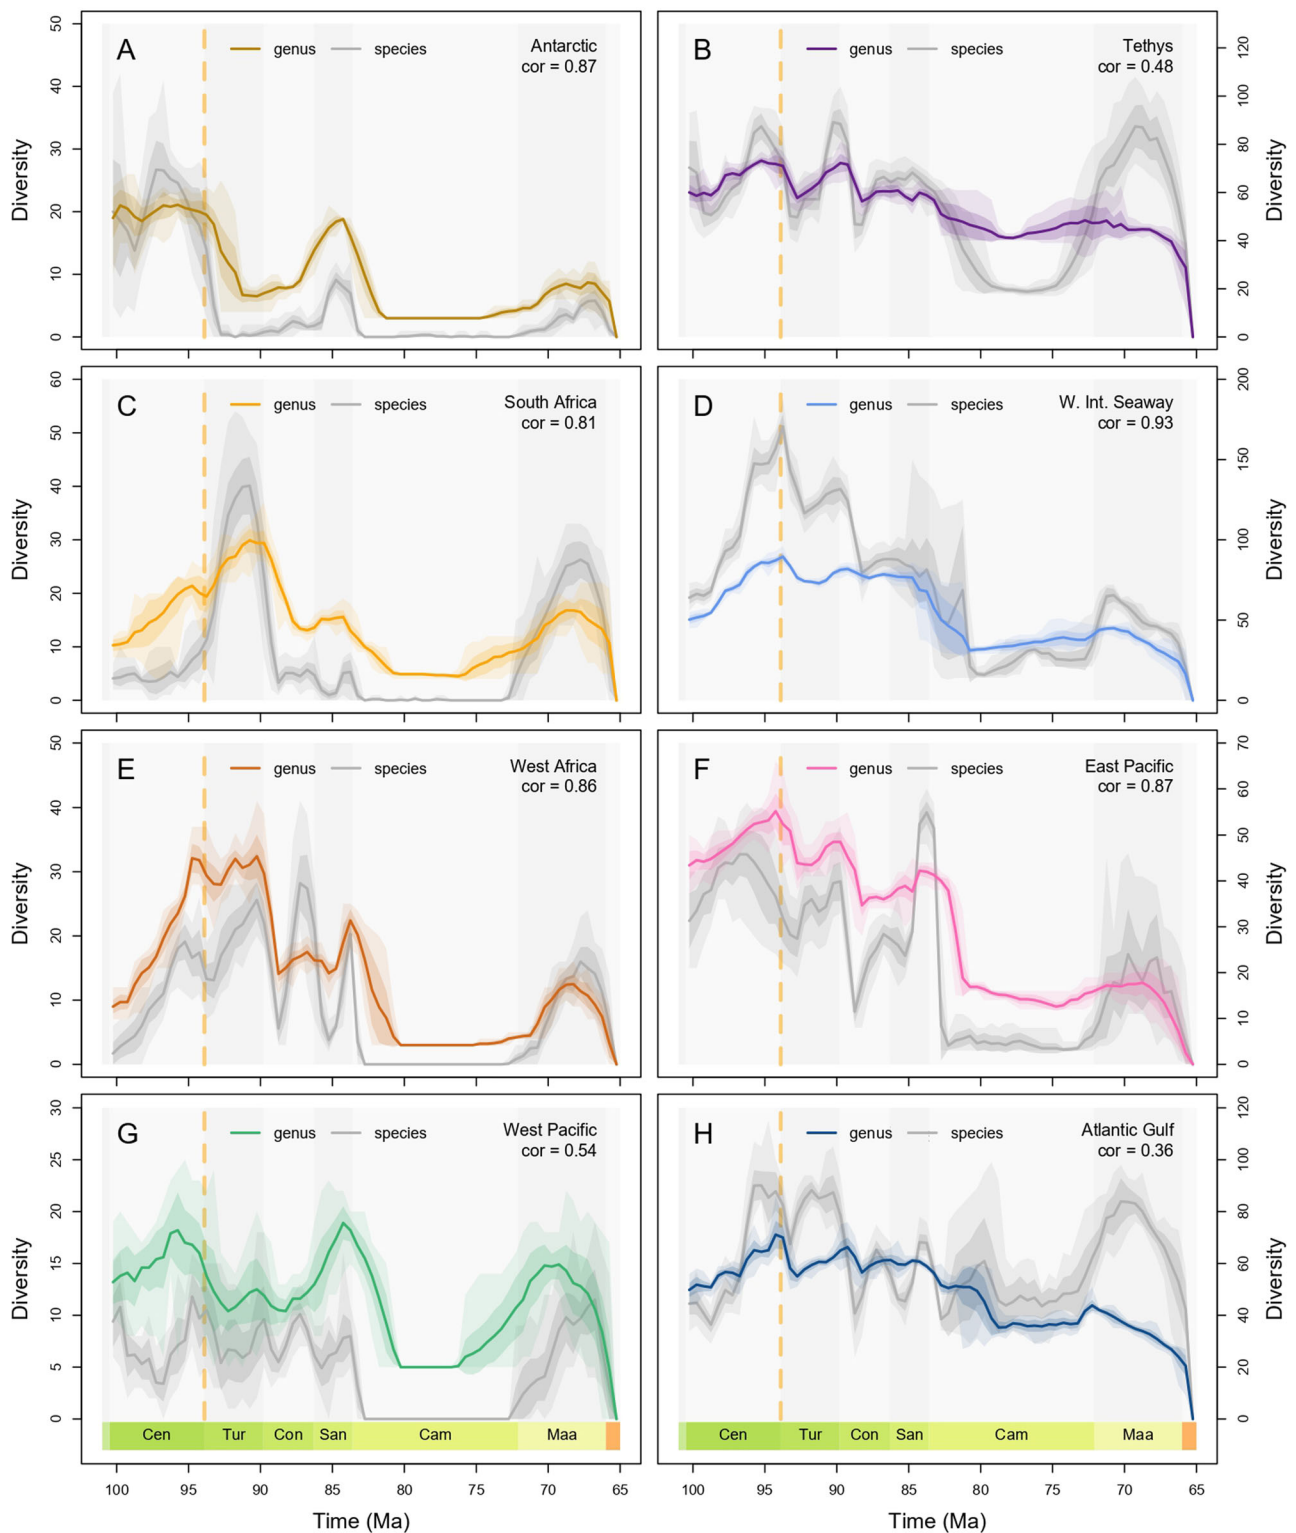 A
genus
species
Antarctic
cor = 0.87
Diversity
50
40
30
20
10
0
B
genus
species
Tethys
cor = 0.48
Diversity
120
100
80
60
40
20
0
C
genus
species
South Africa
cor = 0.81
Diversity
60
50
40
30
20
10
0
D
genus
species
W. Int. Seaway
cor = 0.93
Diversity
200
150
100
50
0
E
genus
species
West Africa
cor = 0.86
Diversity
50
40
30
20
10
0
F
genus
species
East Pacific
cor = 0.87
Diversity
70
60
50
40
30
20
10
0
G
genus
species
West Pacific
cor = 0.54
Diversity
30
25
20
15
10
5
0
Cen Tur Con San Cam Maa
100 95 90 85 80 75 70 65
Time (Ma)
H
genus
species
Atlantic Gulf
cor = 0.36
Diversity
120
100
80
60
40
20
0
Cen Tur Con San Cam Maa
100 95 90 85 80 75 70 65
Time (Ma)